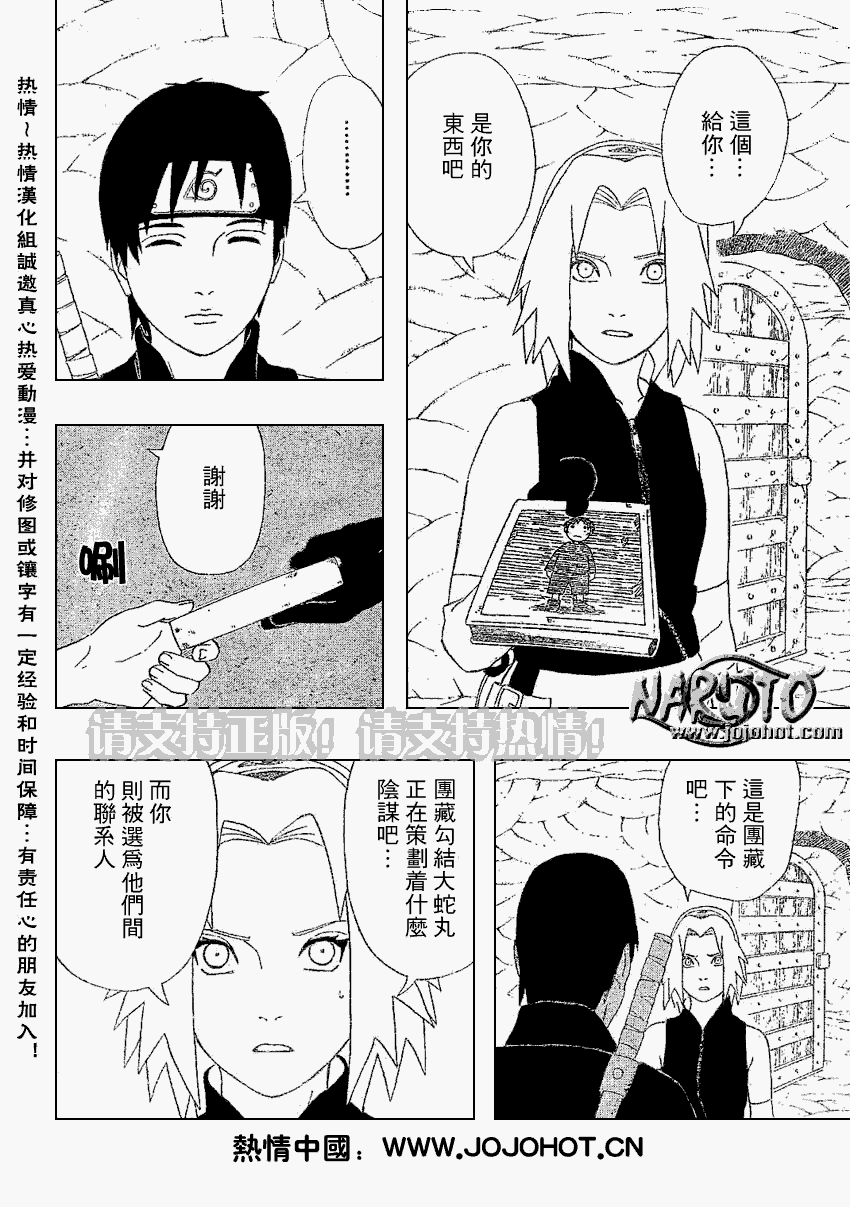 這個…
給你…
是你的
東西吧
…………
謝謝
唰
NARUTO
www.jojohot.com
请支持正版! 请支持热情!
這是團藏
下的命令
吧…
團藏勾結大蛇丸
正在策劃着什麼
陰謀吧…
而你
則被選爲他們間
的聯系人
热情~热情漢化組誠邀真心热爱動漫…并对修图或镶字有一定经验和时间保障…有责任心的朋友加入!
熱情中國：WWW.JOJOHOT.CN